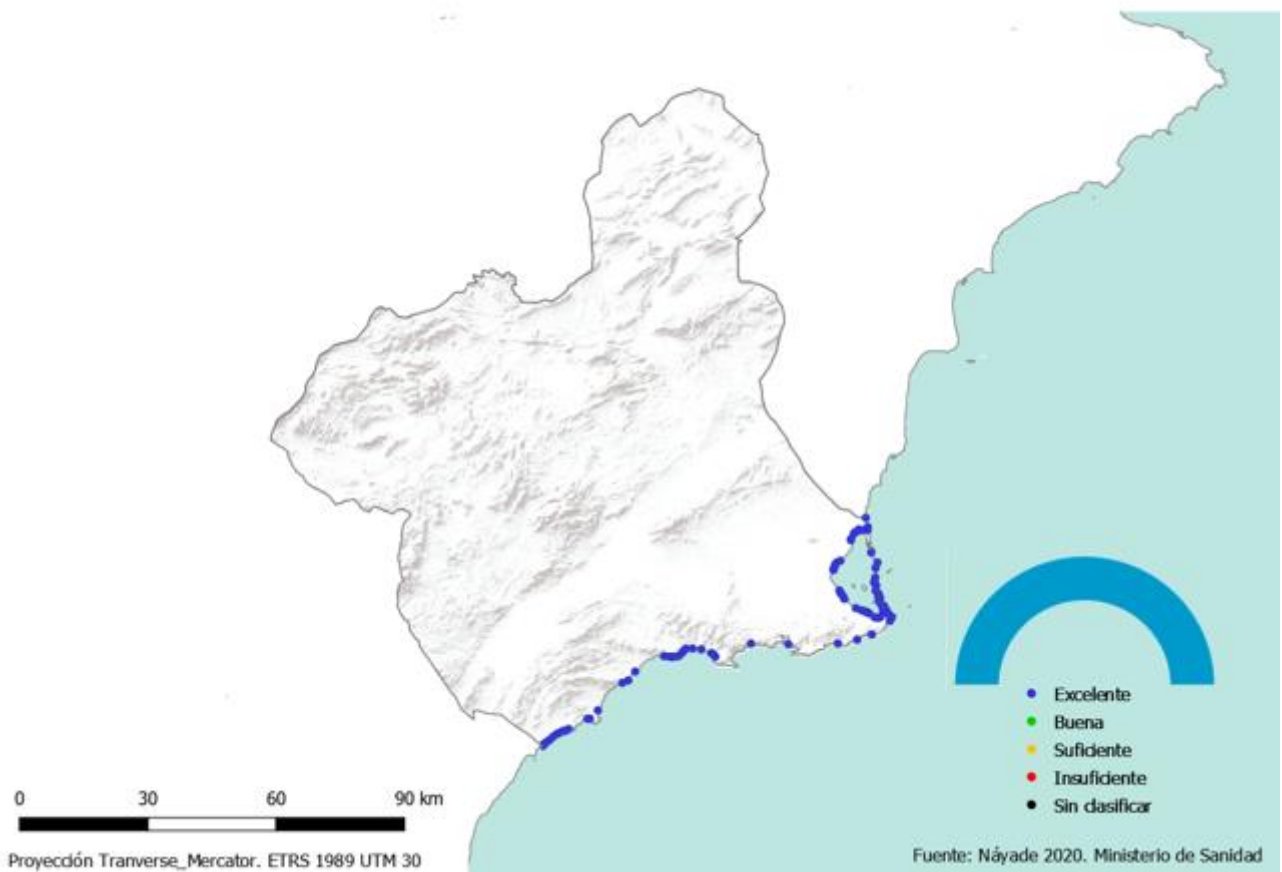 Excelente
Buena
Suficiente
Insuficiente
Sin clasificar
0 30 60 90 km
Proyección Tranverse_Mercator. ETRS 1989 UTM 30
Fuente: Náyade 2020. Ministerio de Sanidad